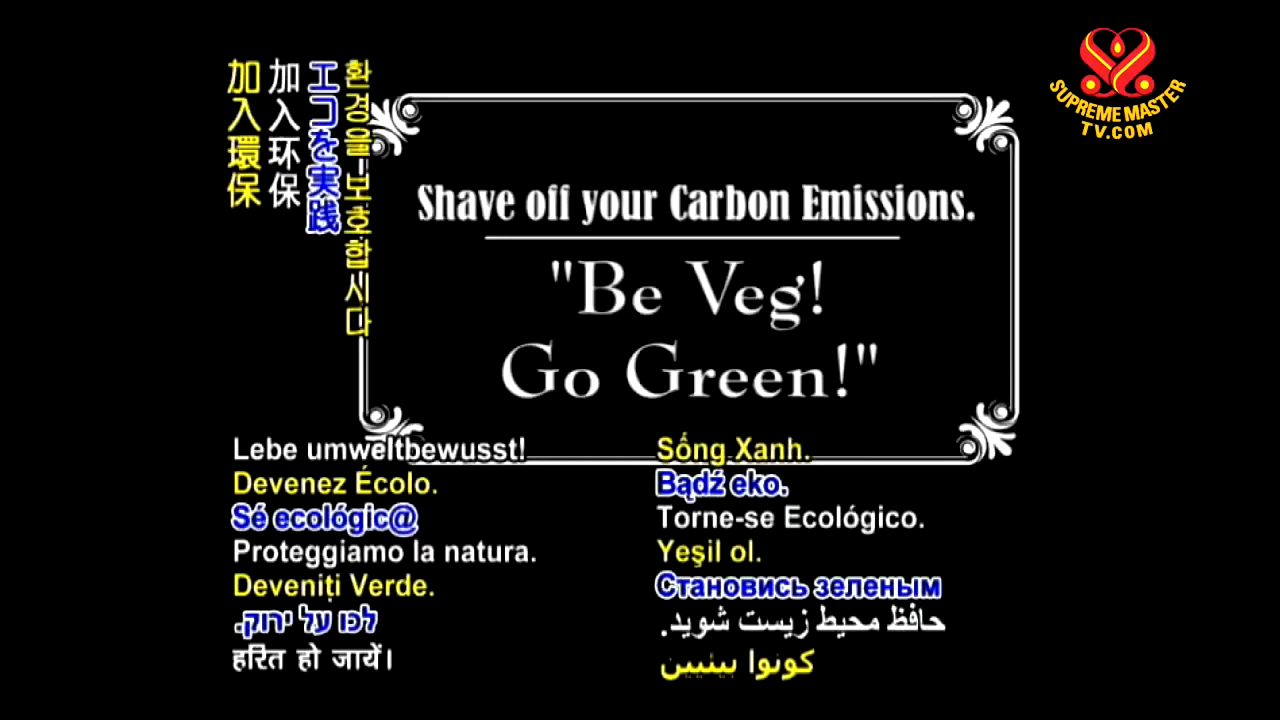 加入環保
加入环保
エコを実践
환경을 보호합시다
SUPREME MASTER
TV.COM
Shave off your Carbon Emissions.
"Be Veg!
Go Green!"
Lebe umweltbewusst!
Devenez Écolo.
Sé ecológic@
Proteggiamo la natura.
Deveniți Verde.
לכו על ירוק.
हरित हो जायें।
Sống Xanh.
Bądź eko.
Torne-se Ecológico.
Yeşil ol.
Становись зеленым
حافظ محیط زیست شوید.
كونوا بيئيين